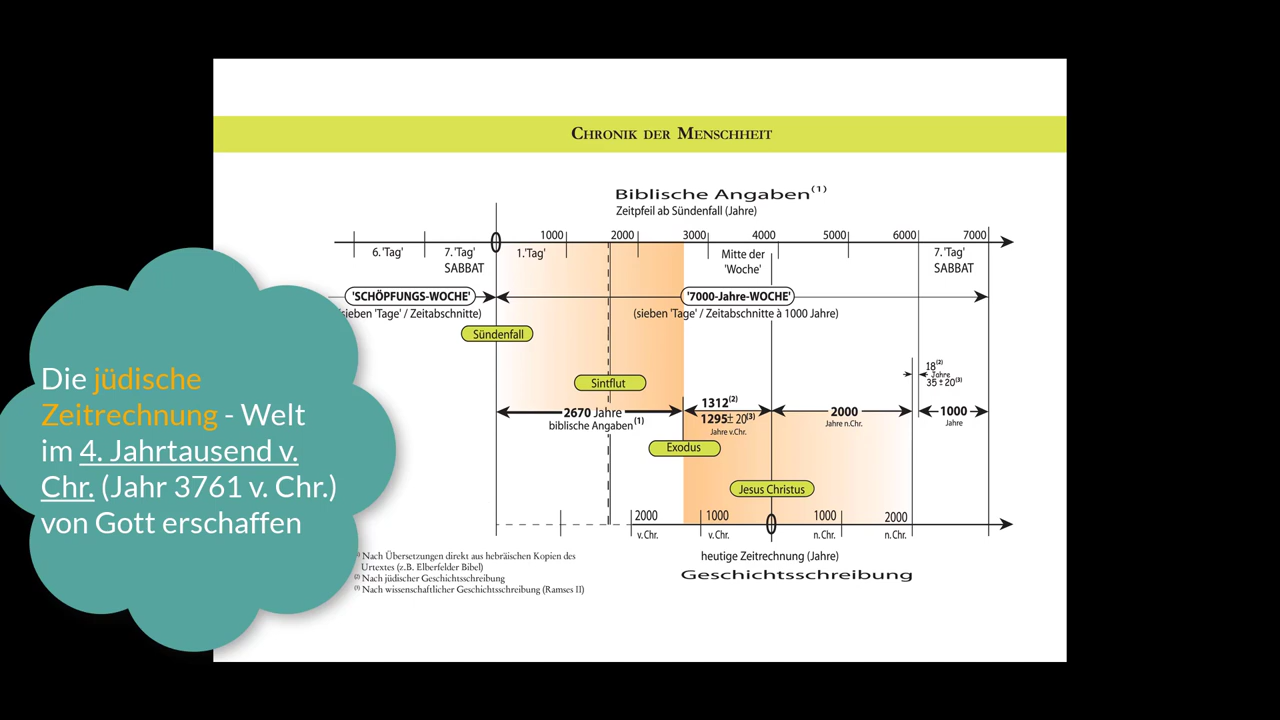 CHRONIK DER MENSCHHEIT
Biblische Angaben(1)
Zeitpfeil ab Sündenfall (Jahre)
0 1000 2000 3000 4000 5000 6000 7000
6.'Tag' 7.'Tag' 1.'Tag' Mitte der 7.'Tag'
SABBAT 'Woche' SABBAT
'SCHÖPFUNGS-WOCHE' '7000-Jahre-WOCHE'
sieben 'Tage' / Zeitabschnitte) (sieben 'Tage' / Zeitabschnitte à 1000 Jahre)
Sündenfall
18(2)
Jahre
35 ± 20(3)
Sintflut
2670 Jahre
biblische Angaben(1)
1312(2)
1295± 20(3)
Jahre v.Chr.
2000
Jahre n.Chr.
1000
Jahre
Exodus
Jesus Christus
2000 1000 0 1000 2000
v.Chr. v.Chr. n.Chr. n.Chr.
heutige Zeitrechnung (Jahre)
Geschichtsschreibung
(1) Nach Übersetzungen direkt aus hebräischen Kopien des
Urtextes (z.B. Elberfelder Bibel)
(2) Nach jüdischer Geschichtsschreibung
(3) Nach wissenschaftlicher Geschichtsschreibung (Ramses II)
Die jüdische
Zeitrechnung - Welt
im 4. Jahrtausend v.
Chr. (Jahr 3761 v. Chr.)
von Gott erschaffen